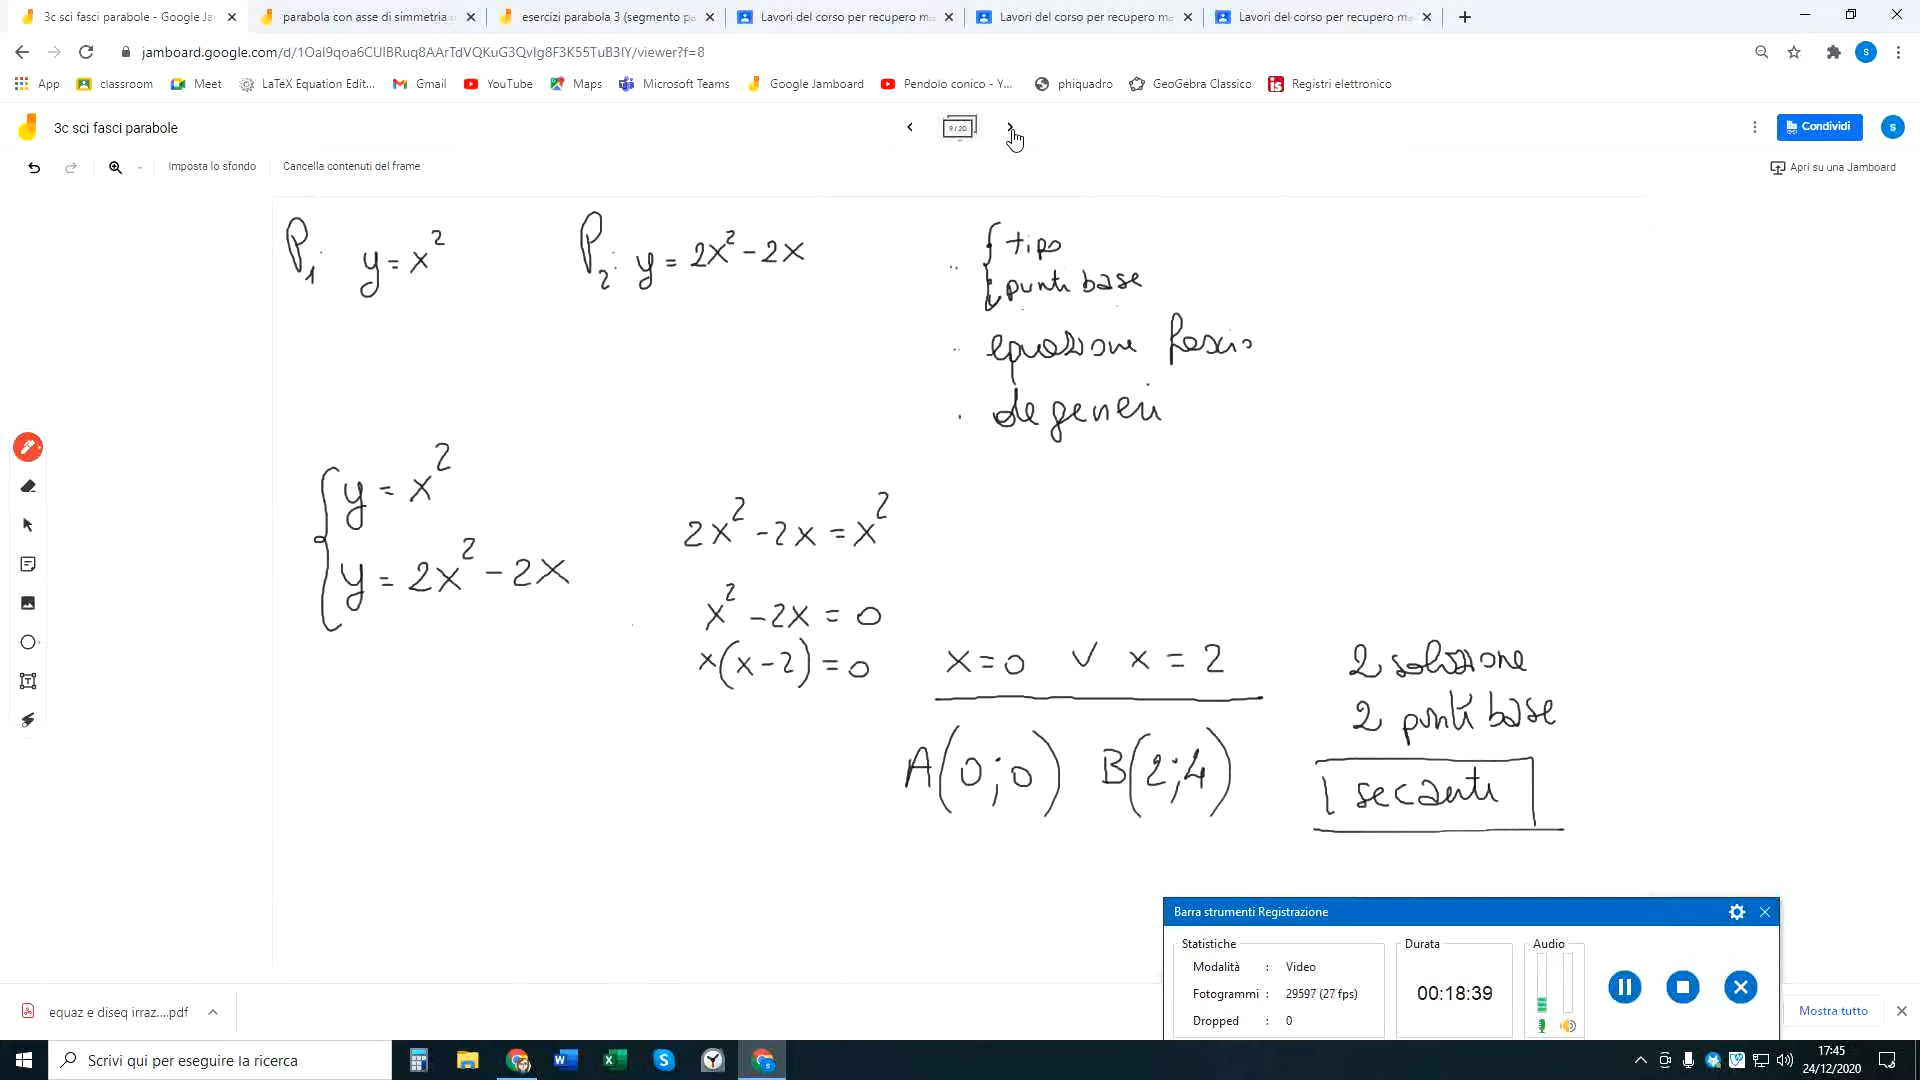 3c sci fasci parabole - Google Ja
parabola con asse di simmetria
esercizi parabola 3 (segmento pa
Lavori del corso per recupero ma
Lavori del corso per recupero ma
Lavori del corso per recupero ma
jamboard.google.com/d/1OaI9qoa6CUlBRuq8AArTdVQKuG3QvIg8F3K55TuB3lY/viewer?f=8
App classroom Meet LaTeX Equation Edit... Gmail YouTube Maps Microsoft Teams Google Jamboard Pendolo conico - Y... phiquadro GeoGebra Classico Registri elettronico
3c sci fasci parabole
9 / 20
Condividi
Imposta lo sfondo
Cancella contenuti del frame
Apri su una Jamboard
P₁: y = x²
P₂: y = 2x² - 2x
tipo
punti base
equazione fascio
degeneri
y = x²
y = 2x² - 2x
2x² - 2x = x²
x² - 2x = 0
x(x-2) = 0
x = 0 ∨ x = 2
2 soluzione
2 punti base
A(0;0) B(2;4)
secanti
Barra strumenti Registrazione
Statistiche
Modalità : Video
Fotogrammi : 29597 (27 fps)
Dropped : 0
Durata
00:18:39
Audio
equaz e diseq irraz....pdf
Mostra tutto
Scrivi qui per eseguire la ricerca
17:45
24/12/2020